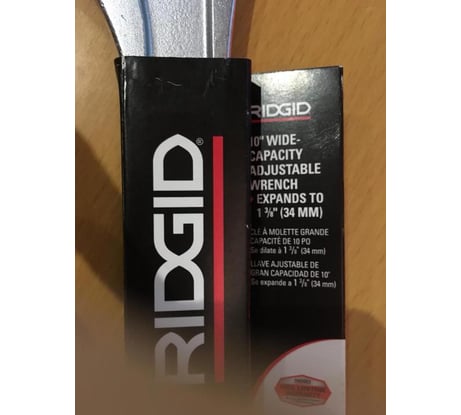 RIDGID®
RIDGID
10" WIDE-
CAPACITY
ADJUSTABLE
WRENCH
EXPANDS TO
1 3/8" (34 MM)
CLÉ À MOLETTE GRANDE
CAPACITÉ DE 10 PO
Se dilate à 1 3/8" (34 mm)
LLAVE AJUSTABLE DE
GRAN CAPACIDAD DE 10"
Se expande a 1 3/8" (34 mm)